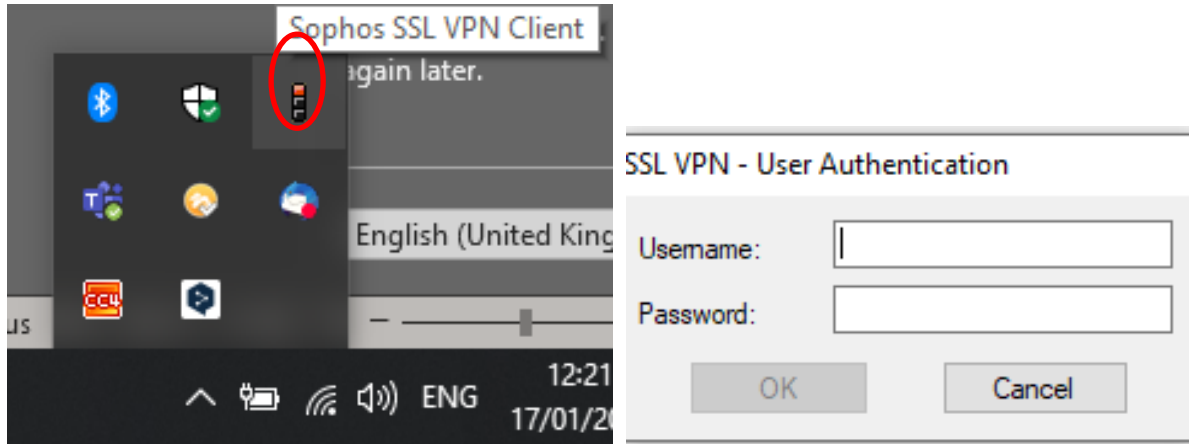 Sophos SSL VPN Client
again later.
English (United King
CC4
us
ENG
12:21
17/01/20
SSL VPN - User Authentication
Username:
Password:
OK
Cancel